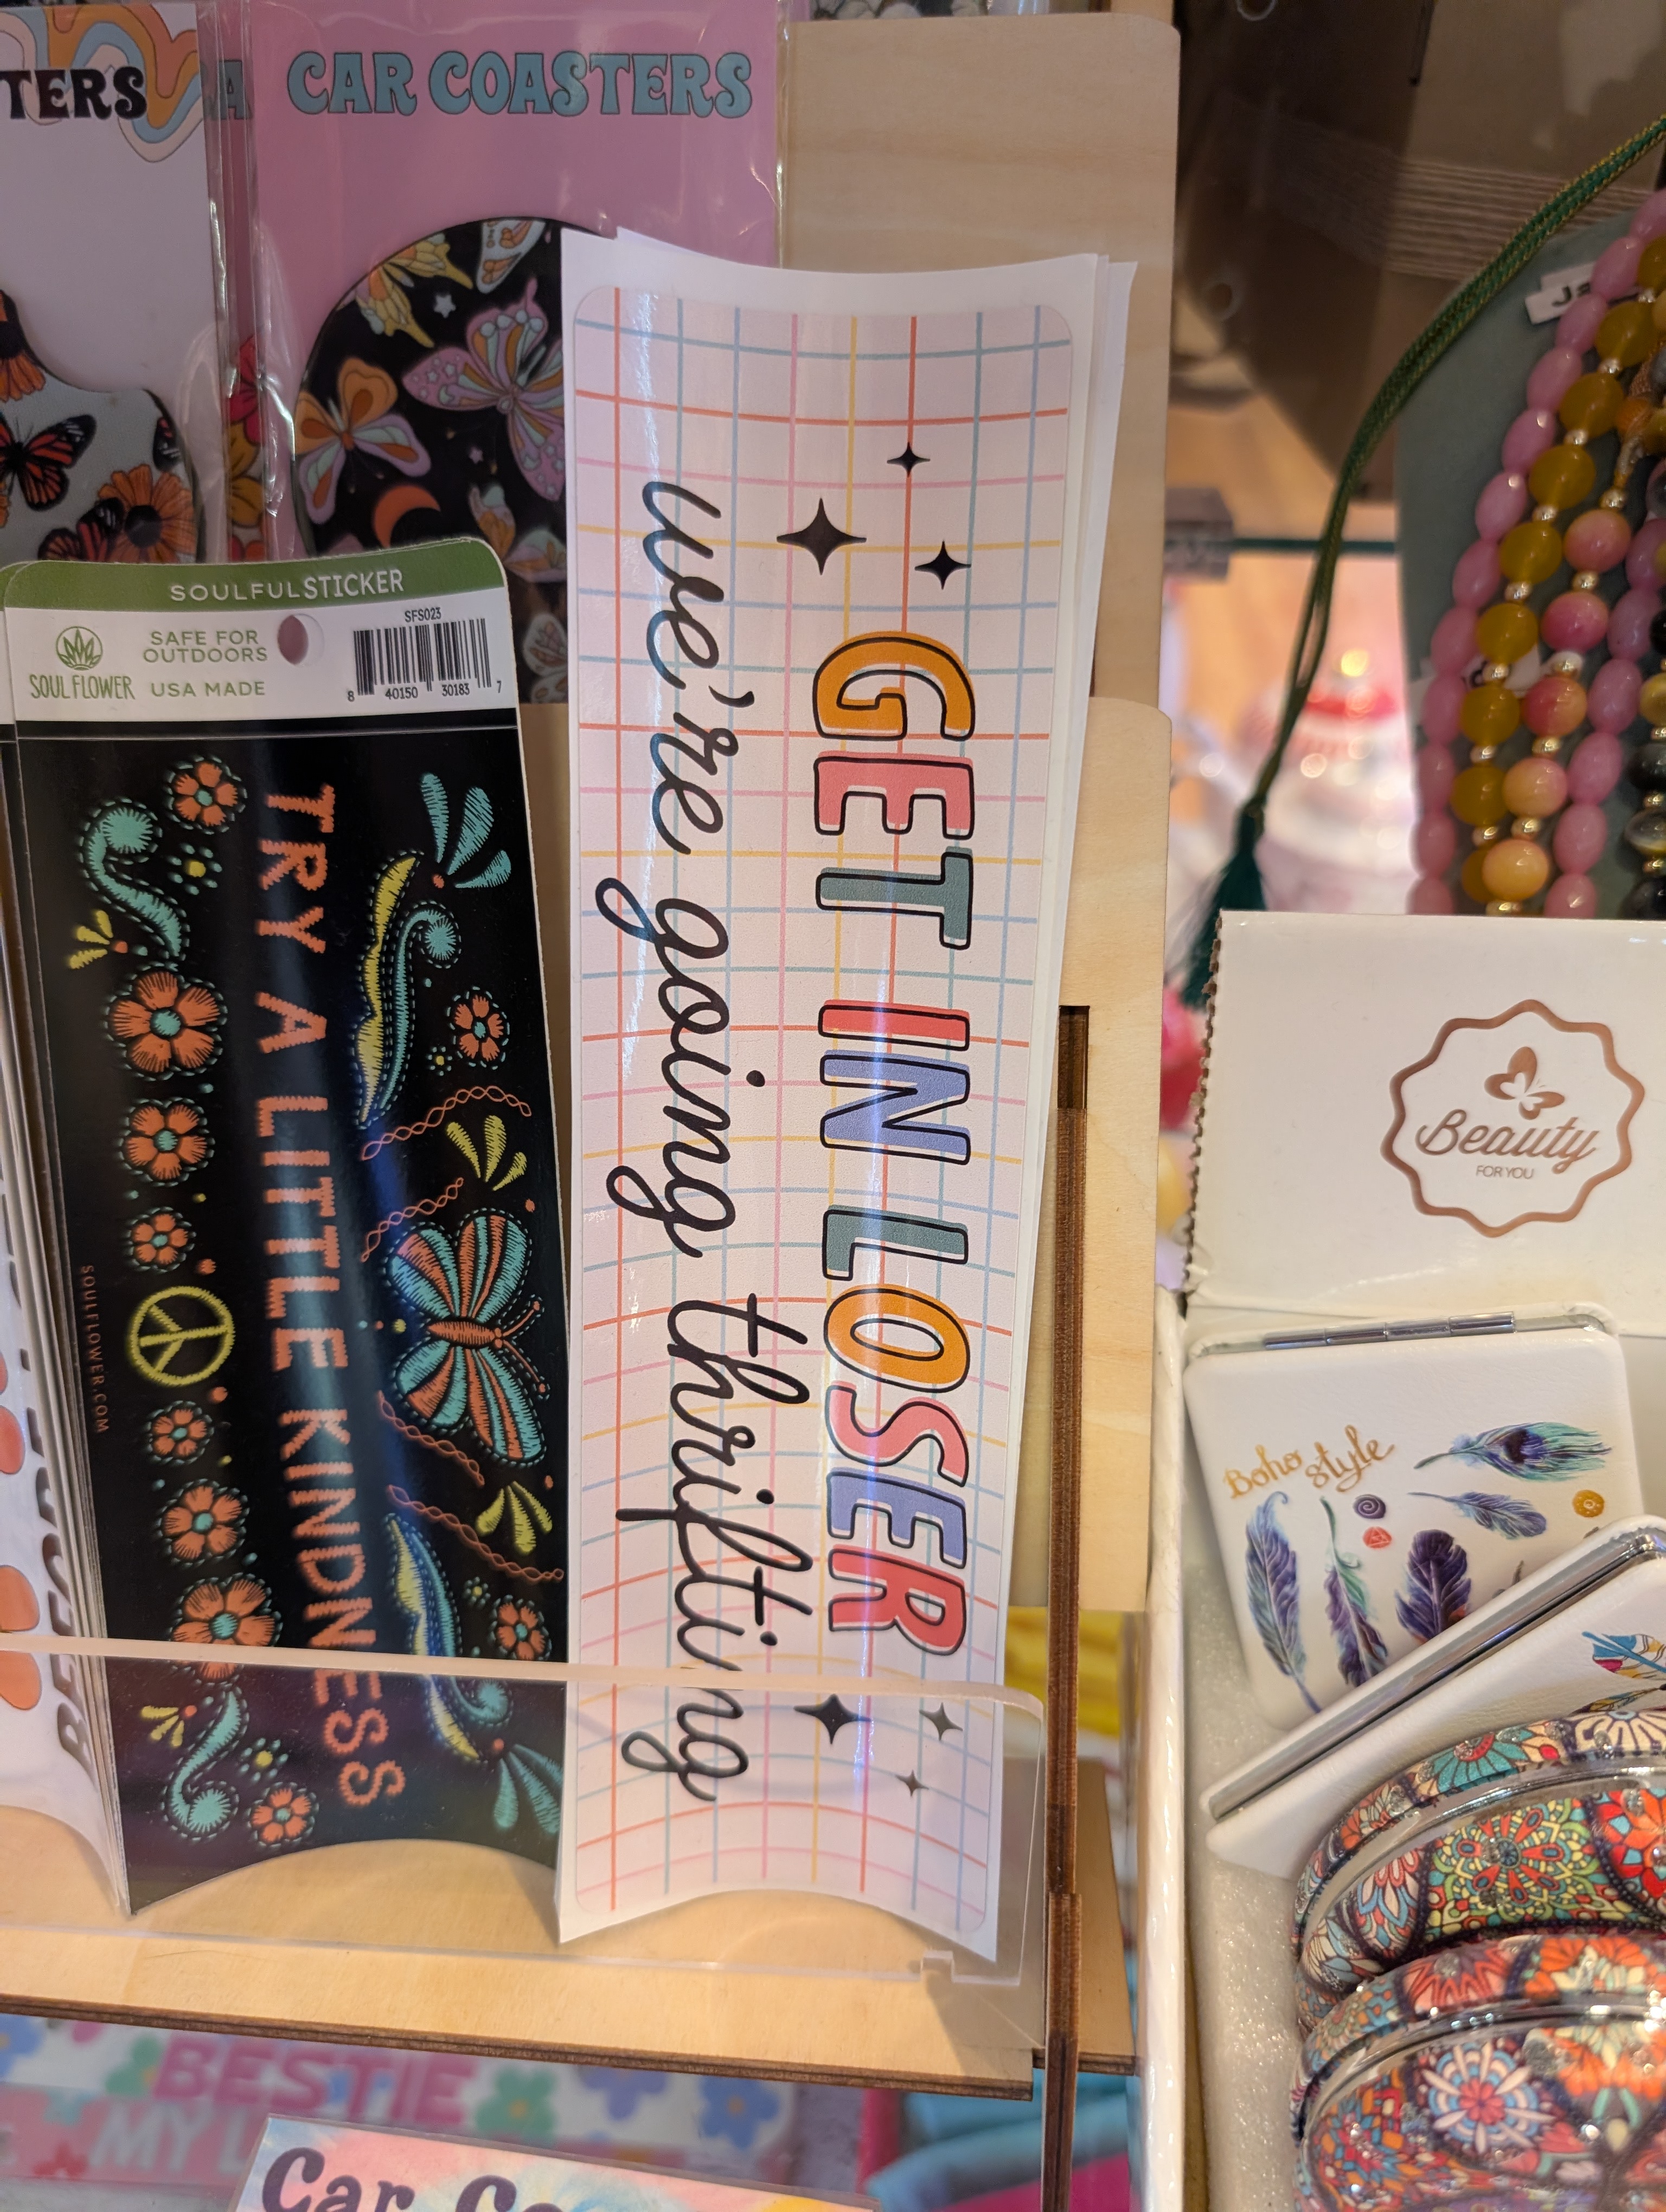 TERS
CAR COASTERS
SOULFULSTICKER
SFS023
SAFE FOR
OUTDOORS
SOUL FLOWER
USA MADE
8 40150 30183 7
TRY A LITTLE KINDNESS
SOULFLOWER.COM
GET IN LOSER
we're going thrifting
Beauty
FOR YOU
Boho style
BESTIE
MY L
Car Co